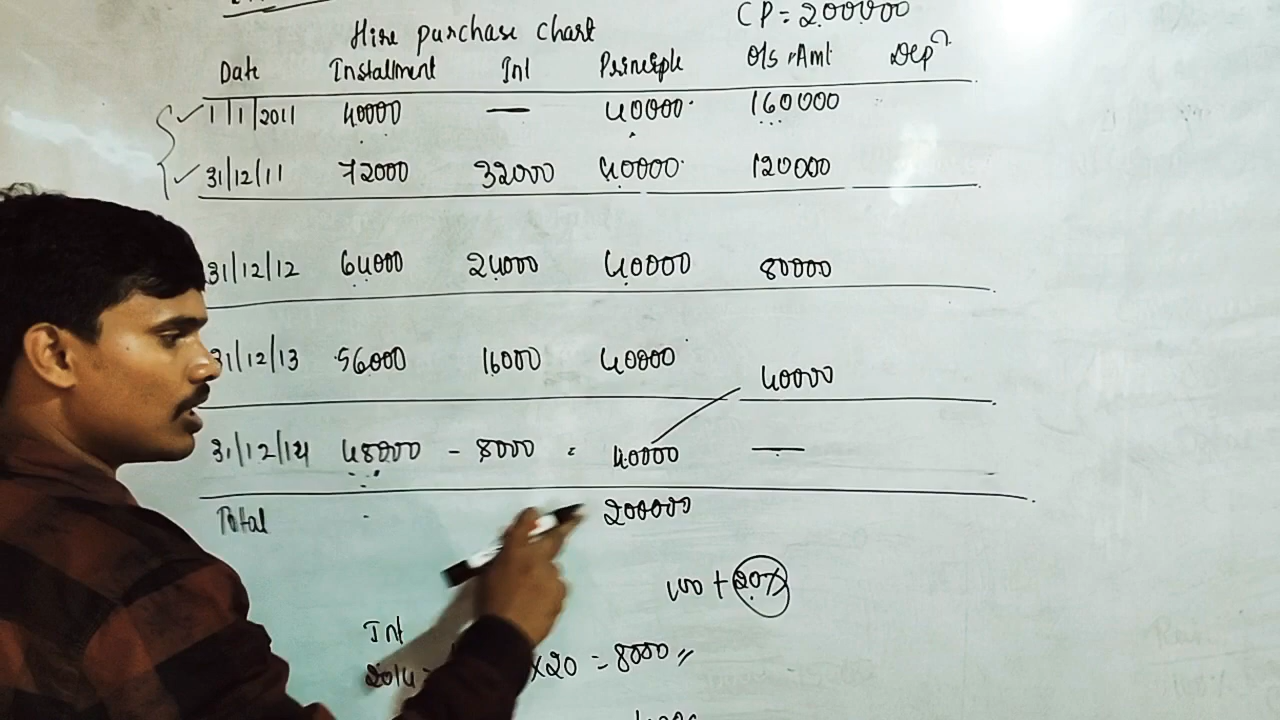 CP = 200000
Hire purchase chart
Date Installment Int Principle O/s Amt Depn
1/1/2011 40000 — 40000 160000
31/12/11 72000 32000 40000 120000
31/12/12 64000 24000 40000 80000
31/12/13 56000 16000 40000 40000
31/12/14 48000 - 8000 = 40000 —
Total 200000
100 + 20%
Int
2014 = x 20 = 8000 //